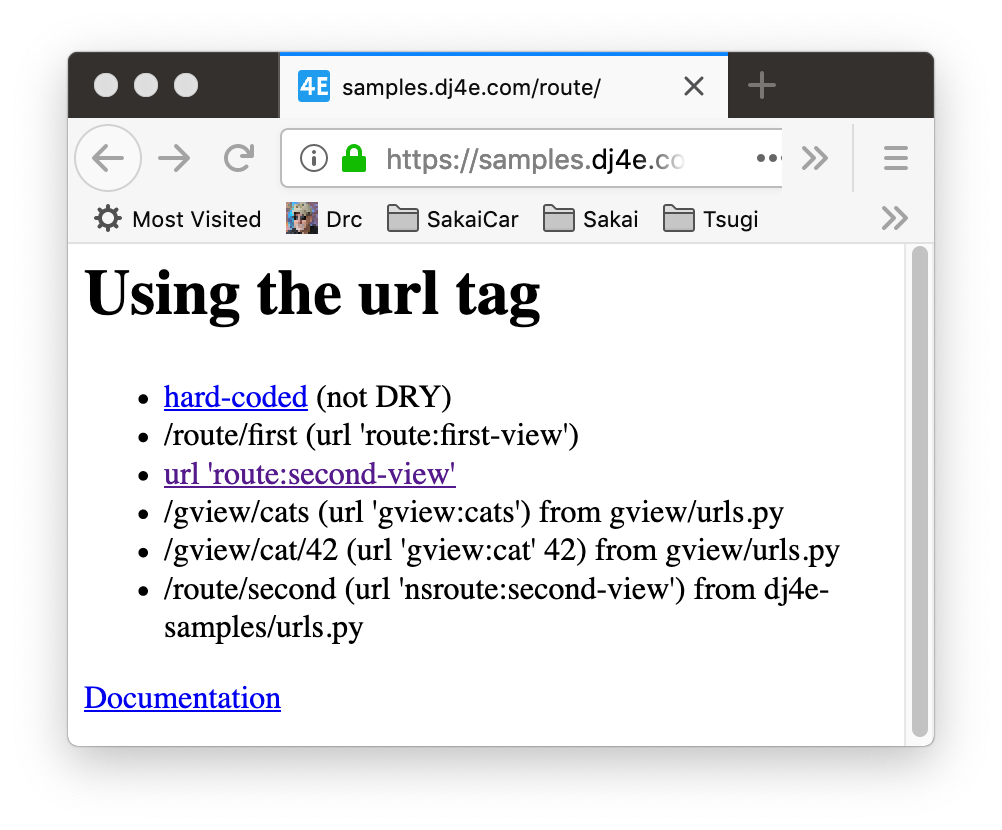 4E samples.dj4e.com/route/
https://samples.dj4e.co
Most Visited Drc SakaiCar Sakai Tsugi
Using the url tag
hard-coded (not DRY)
/route/first (url 'route:first-view')
url 'route:second-view'
/gview/cats (url 'gview:cats') from gview/urls.py
/gview/cat/42 (url 'gview:cat' 42) from gview/urls.py
/route/second (url 'nsroute:second-view') from dj4e-
samples/urls.py
Documentation